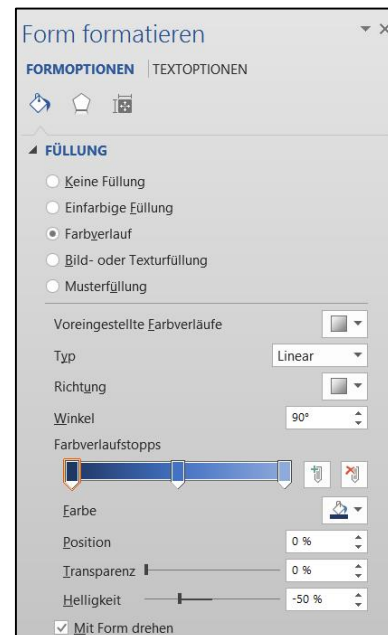 Form formatieren
FORMOPTIONEN TEXTOPTIONEN
FÜLLUNG
Keine Füllung
Einfarbige Füllung
Farbverlauf
Bild- oder Texturfüllung
Musterfüllung
Voreingestellte Farbverläufe
Typ Linear
Richtung
Winkel 90°
Farbverlaufstopps
Farbe
Position 0 %
Transparenz 0 %
Helligkeit -50 %
Mit Form drehen